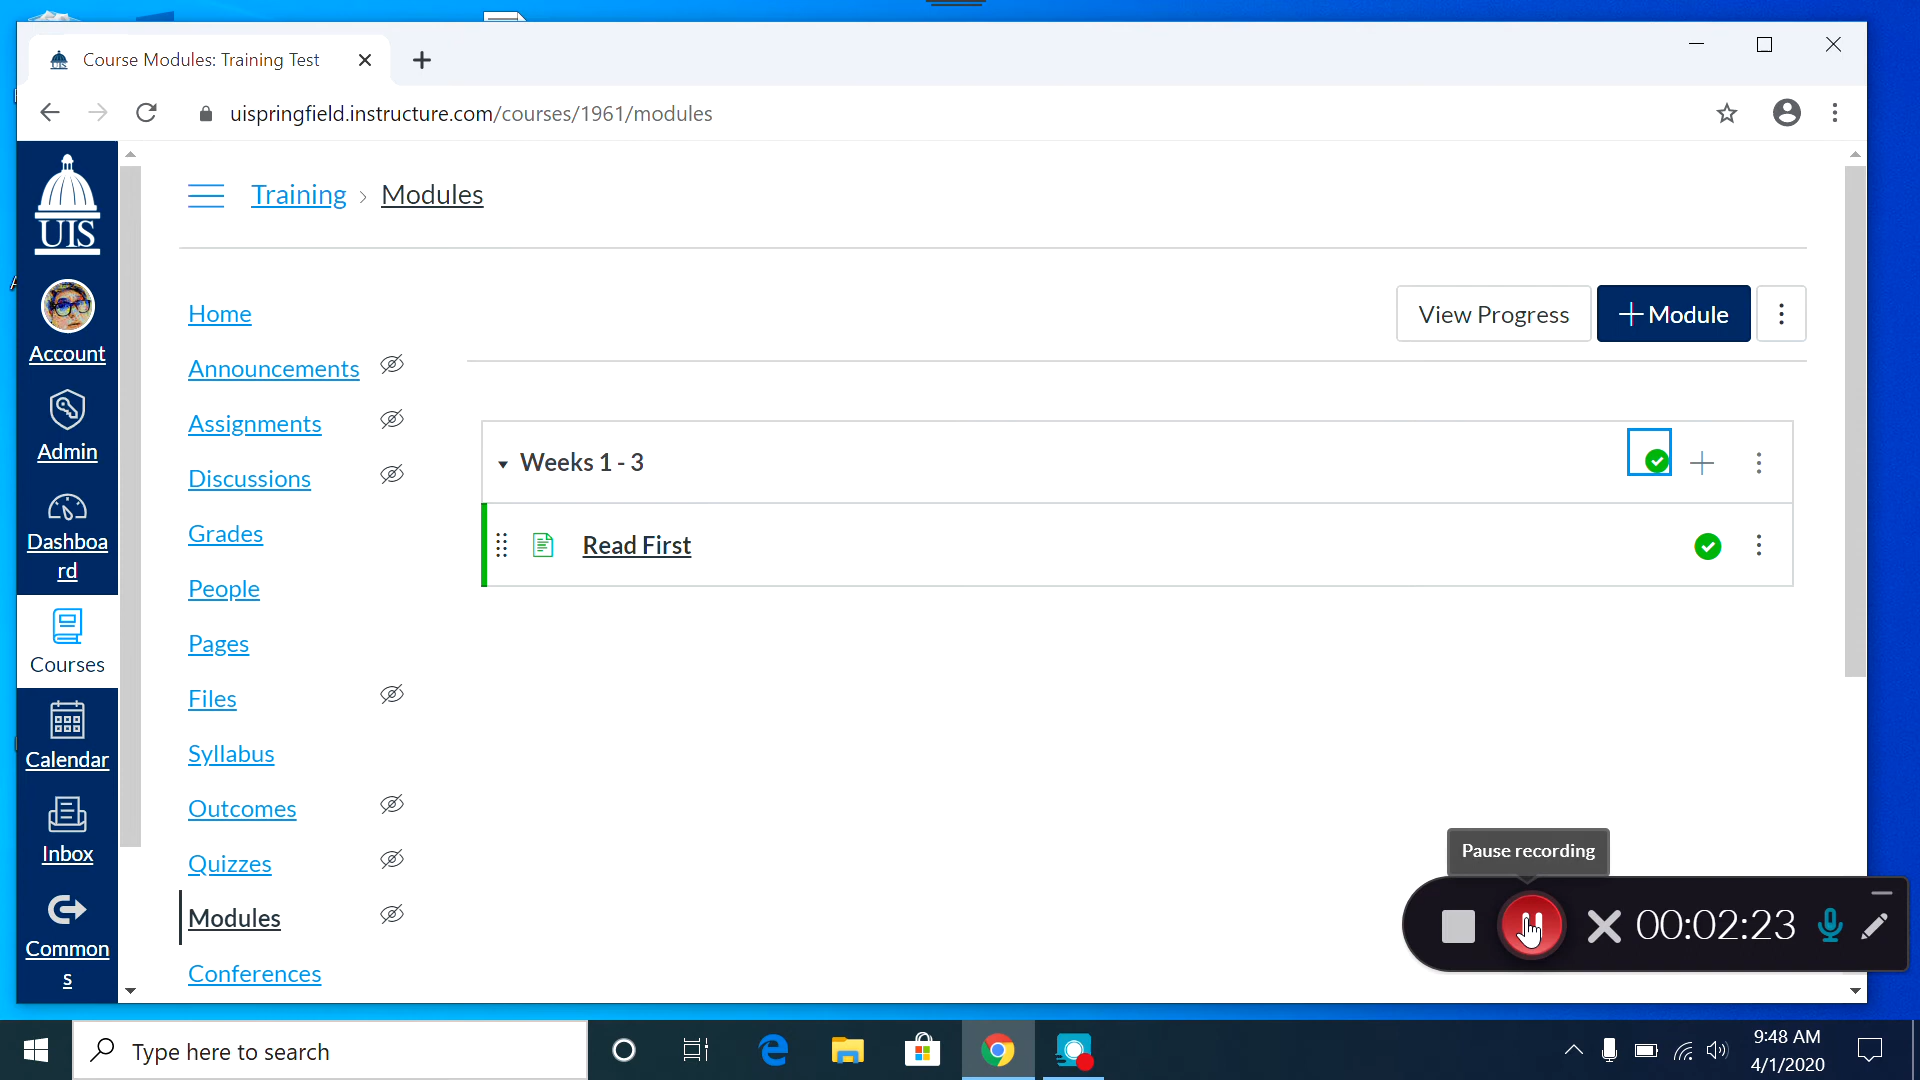 Course Modules: Training Test
uispringfield.instructure.com/courses/1961/modules
UIS
Training › Modules
Account
Admin
Dashboa
rd
Courses
Calendar
Inbox
Common
s
Home
Announcements
Assignments
Discussions
Grades
People
Pages
Files
Syllabus
Outcomes
Quizzes
Modules
Conferences
View Progress
+ Module
Weeks 1 - 3
Read First
Pause recording
00:02:23
Type here to search
9:48 AM
4/1/2020